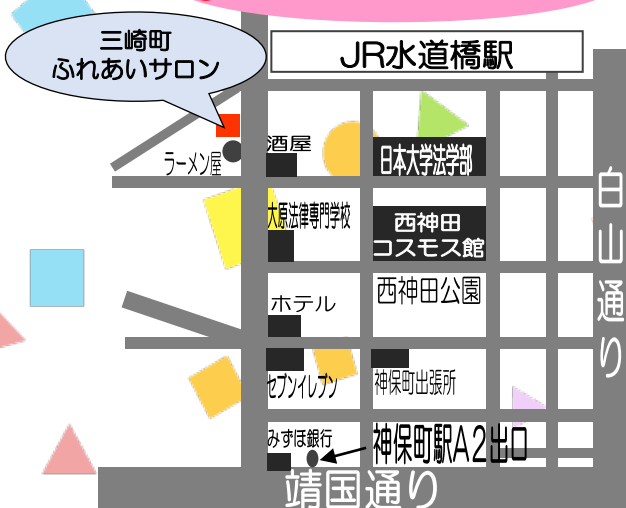 三崎町
ふれあいサロン
JR水道橋駅
酒屋
ラーメン屋
日本大学法学部
白山通り
大原法律専門学校
西神田
コスモス館
西神田公園
ホテル
セブンイレブン
神保町出張所
みずほ銀行
神保町駅A2出口
靖国通り